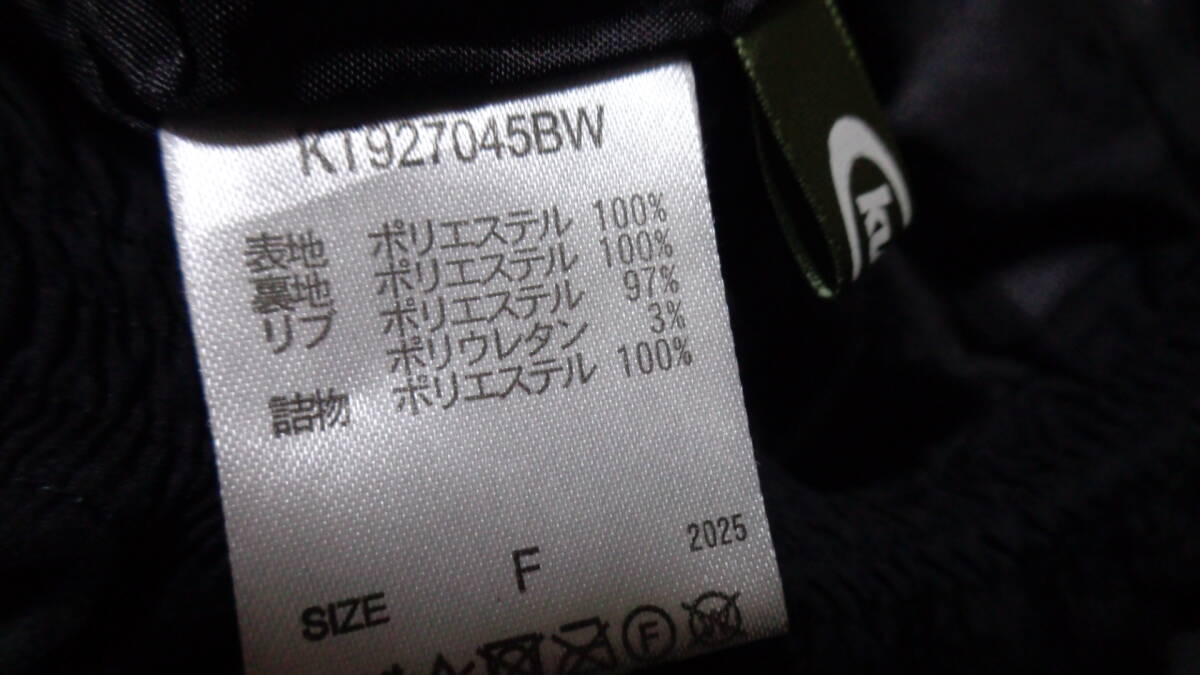 KT927045BW
表地 ポリエステル 100%
裏地 ポリエステル 100%
リブ ポリエステル 97%
ポリウレタン 3%
詰物 ポリエステル 100%
2025
SIZE F
F